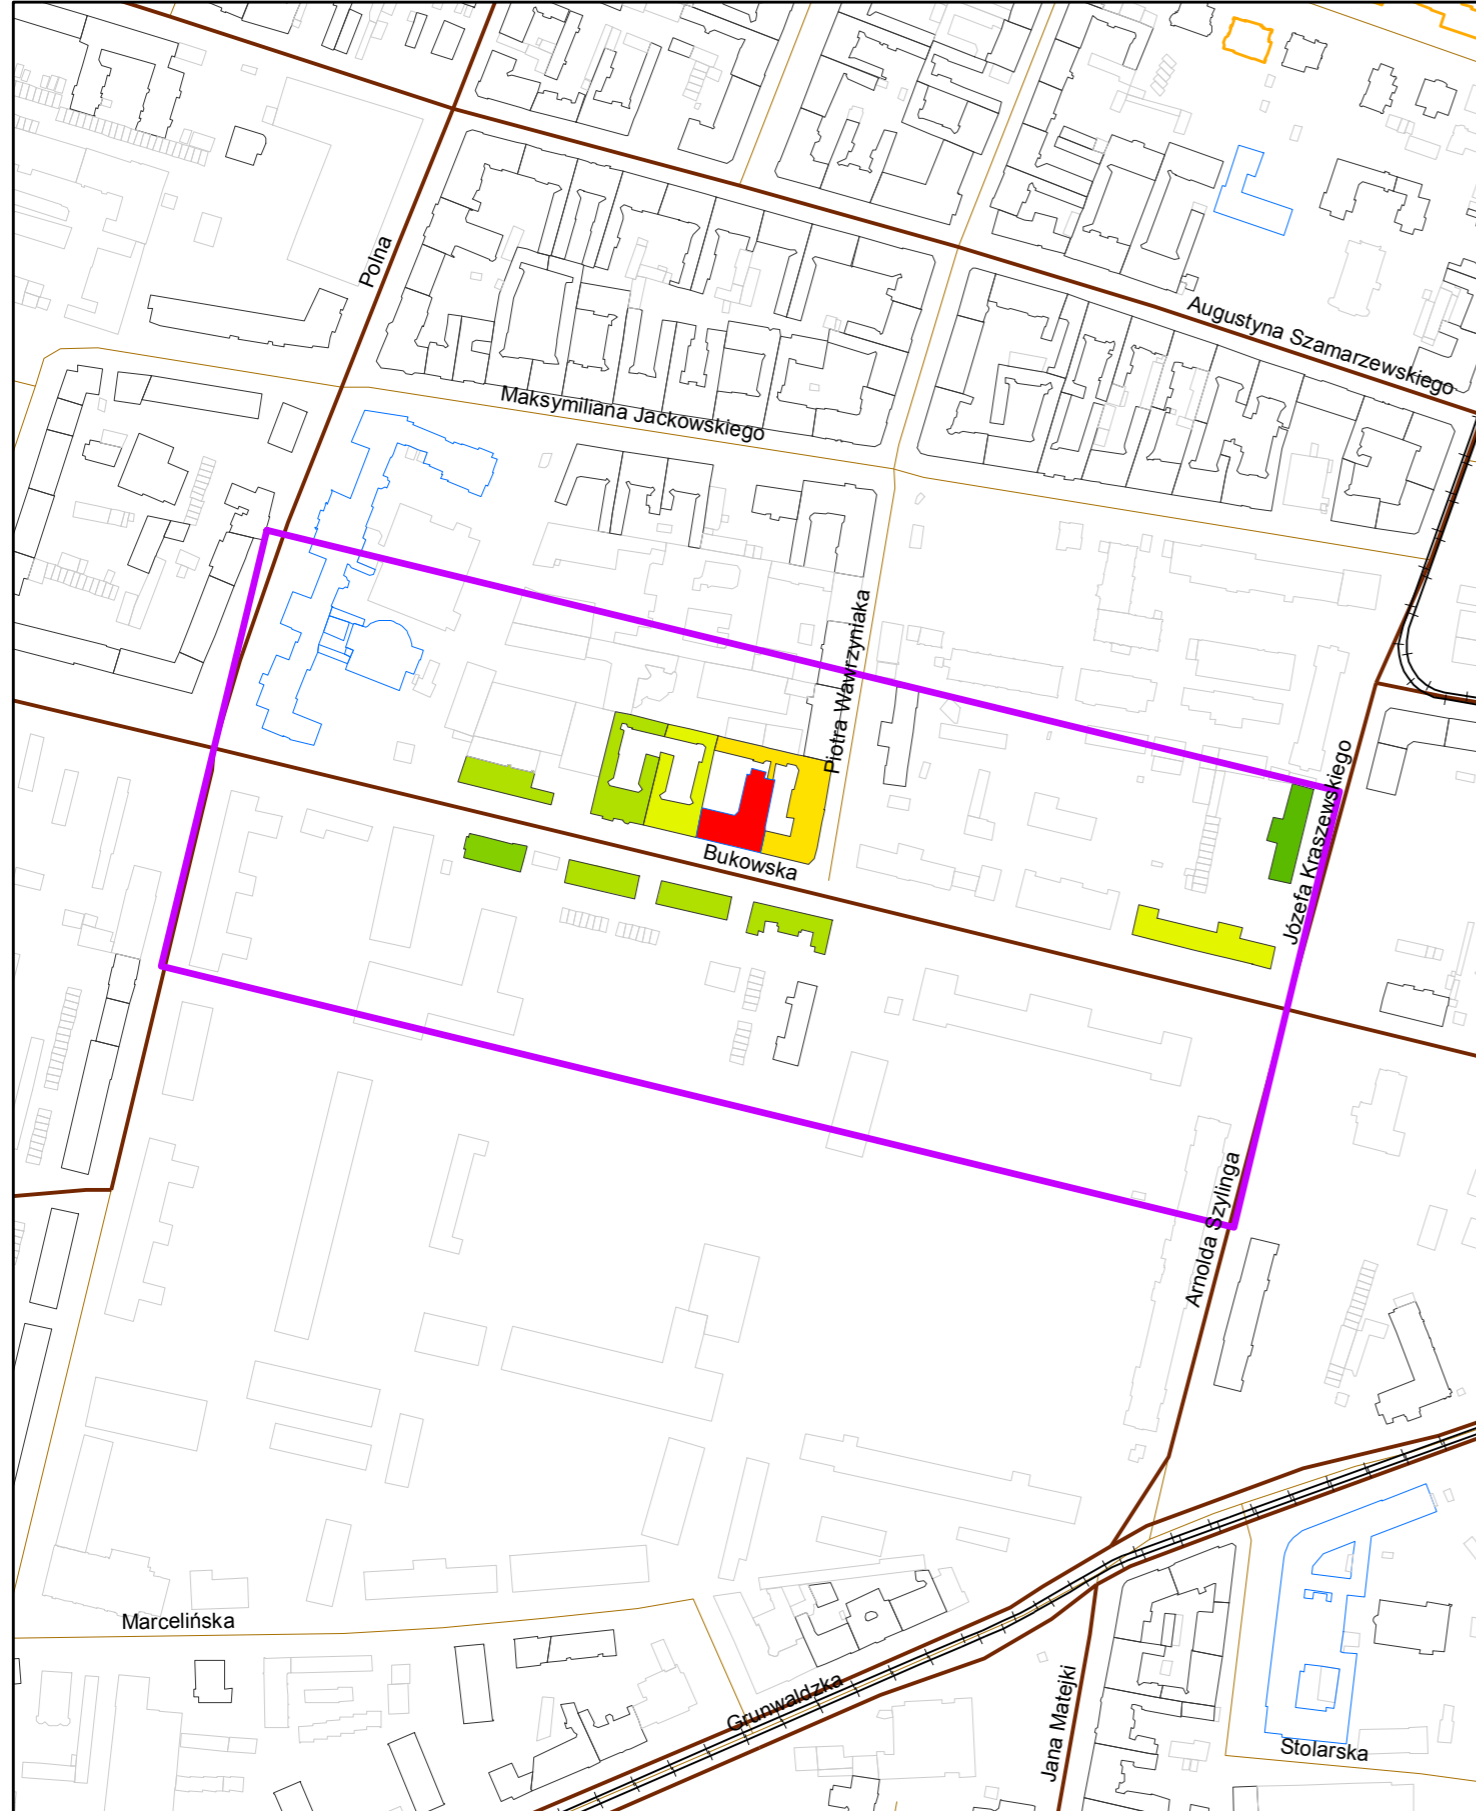 Polna
Augustyna Szamarzewskiego
Maksymiliana Jackowskiego
Piotra Wawrzyniaka
Józefa Kraszewskiego
Bukowska
Arnolda Szylinga
Marcelińska
Grunwaldzka
Jana Matejki
Stolarska